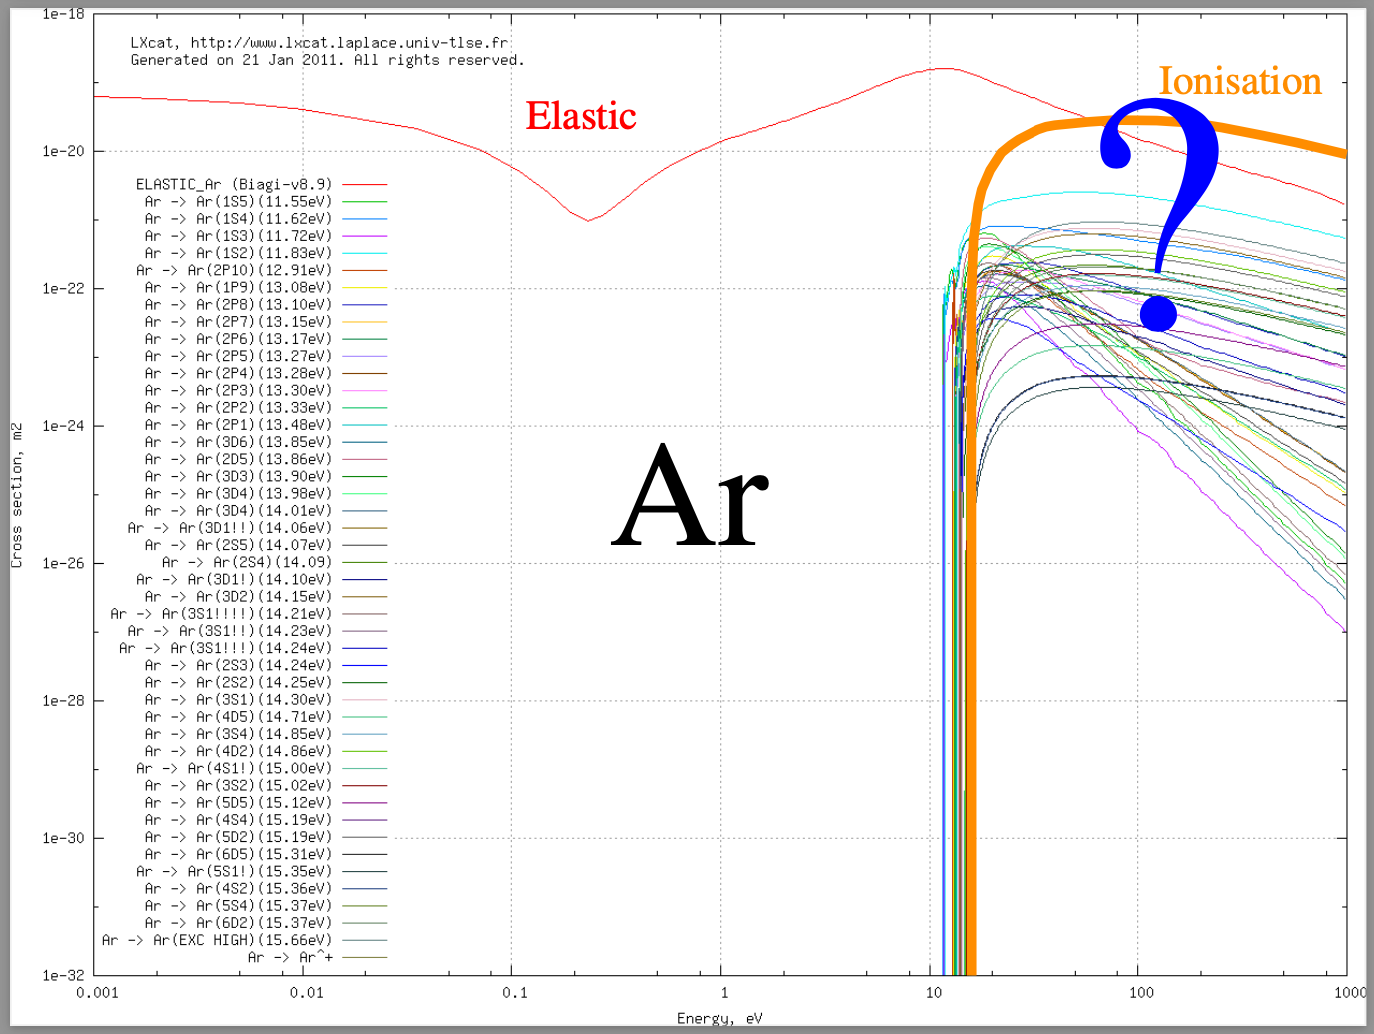 1e-18
LXcat, http://www.lxcat.laplace.univ-tlse.fr
Generated on 21 Jan 2011. All rights reserved.
Elastic
Ionisation
?
1e-20
ELASTIC_Ar (Biagi-v8.9)
Ar -> Ar(1S5)(11.55eV)
Ar -> Ar(1S4)(11.62eV)
Ar -> Ar(1S3)(11.72eV)
Ar -> Ar(1S2)(11.83eV)
Ar -> Ar(2P10)(12.91eV)
Ar -> Ar(1P9)(13.08eV)
1e-22
Ar -> Ar(2P8)(13.10eV)
Ar -> Ar(2P7)(13.15eV)
Ar -> Ar(2P6)(13.17eV)
Ar -> Ar(2P5)(13.27eV)
Ar -> Ar(2P4)(13.28eV)
Ar -> Ar(2P3)(13.30eV)
Ar -> Ar(2P2)(13.33eV)
Ar -> Ar(2P1)(13.48eV)
1e-24
Ar -> Ar(3D6)(13.85eV)
Ar -> Ar(2D5)(13.86eV)
Ar -> Ar(3D3)(13.90eV)
Ar -> Ar(3D4)(13.98eV)
Ar -> Ar(3D4)(14.01eV)
Ar -> Ar(3D1!!)(14.06eV)
Ar -> Ar(2S5)(14.07eV)
Ar -> Ar(2S4)(14.09)
1e-26
Ar -> Ar(3D1!)(14.10eV)
Ar -> Ar(3D2)(14.15eV)
Ar -> Ar(3S1!!!!)(14.21eV)
Ar -> Ar(3S1!!)(14.23eV)
Ar -> Ar(3S1!!!)(14.24eV)
Ar -> Ar(2S3)(14.24eV)
Ar -> Ar(2S2)(14.25eV)
Ar -> Ar(3S1)(14.30eV)
1e-28
Ar -> Ar(4D5)(14.71eV)
Ar -> Ar(3S4)(14.85eV)
Ar -> Ar(4D2)(14.86eV)
Ar -> Ar(4S1!)(15.00eV)
Ar -> Ar(3S2)(15.02eV)
Ar -> Ar(5D5)(15.12eV)
Ar -> Ar(4S4)(15.19eV)
Ar -> Ar(5D2)(15.19eV)
1e-30
Ar -> Ar(6D5)(15.31eV)
Ar -> Ar(5S1!)(15.35eV)
Ar -> Ar(4S2)(15.36eV)
Ar -> Ar(5S4)(15.37eV)
Ar -> Ar(6D2)(15.37eV)
Ar -> Ar(EXC HIGH)(15.66eV)
Ar -> Ar^+
1e-32
Ar
Cross section, m2
0.001 0.01 0.1 1 10 100 1000
Energy, eV